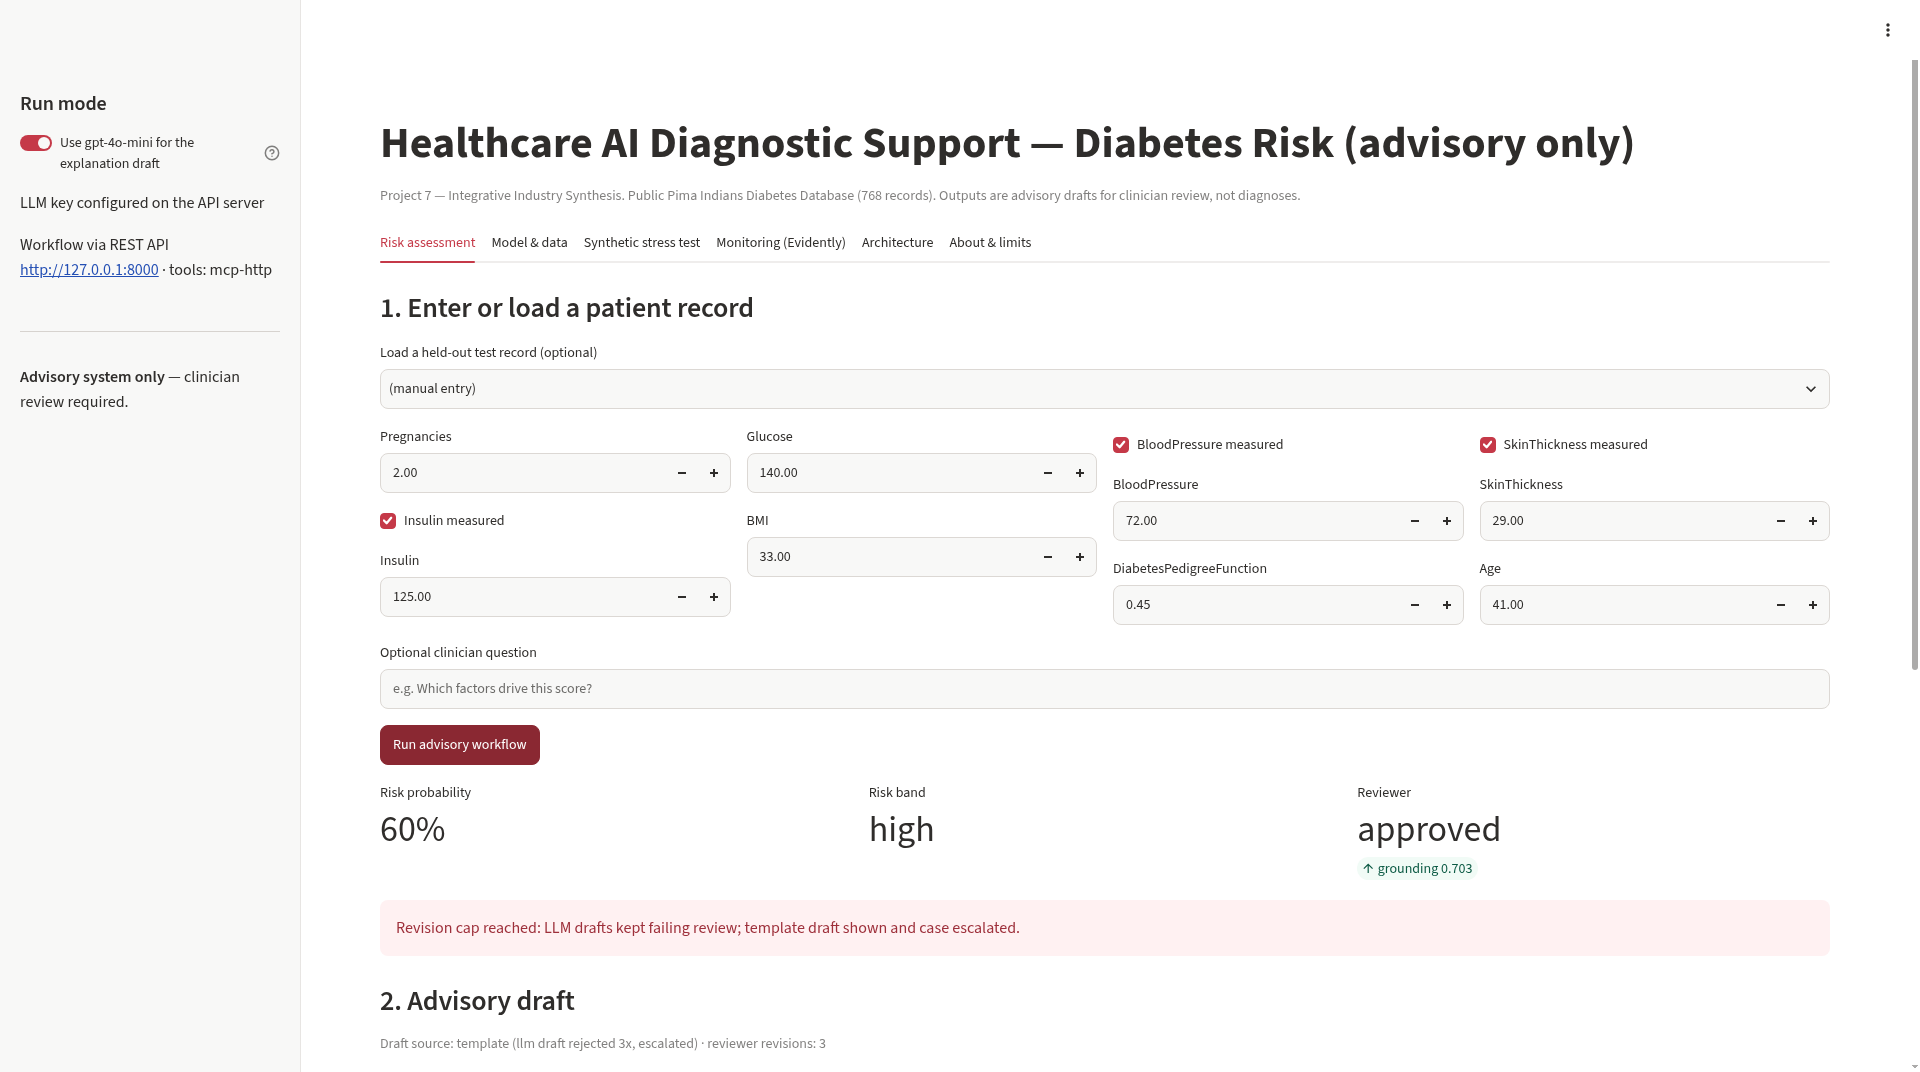 Run mode
Use gpt-4o-mini for the
explanation draft
LLM key configured on the API server
Workflow via REST API
http://127.0.0.1:8000 · tools: mcp-http
Advisory system only — clinician
review required.
Healthcare AI Diagnostic Support — Diabetes Risk (advisory only)
Project 7 — Integrative Industry Synthesis. Public Pima Indians Diabetes Database (768 records). Outputs are advisory drafts for clinician review, not diagnoses.
Risk assessment Model & data Synthetic stress test Monitoring (Evidently) Architecture About & limits
1. Enter or load a patient record
Load a held-out test record (optional)
(manual entry)
Pregnancies
2.00
Glucose
140.00
BloodPressure measured
BloodPressure
72.00
SkinThickness measured
SkinThickness
29.00
Insulin measured
Insulin
125.00
BMI
33.00
DiabetesPedigreeFunction
0.45
Age
41.00
Optional clinician question
e.g. Which factors drive this score?
Run advisory workflow
Risk probability
60%
Risk band
high
Reviewer
approved
↑ grounding 0.703
Revision cap reached: LLM drafts kept failing review; template draft shown and case escalated.
2. Advisory draft
Draft source: template (llm draft rejected 3x, escalated) · reviewer revisions: 3